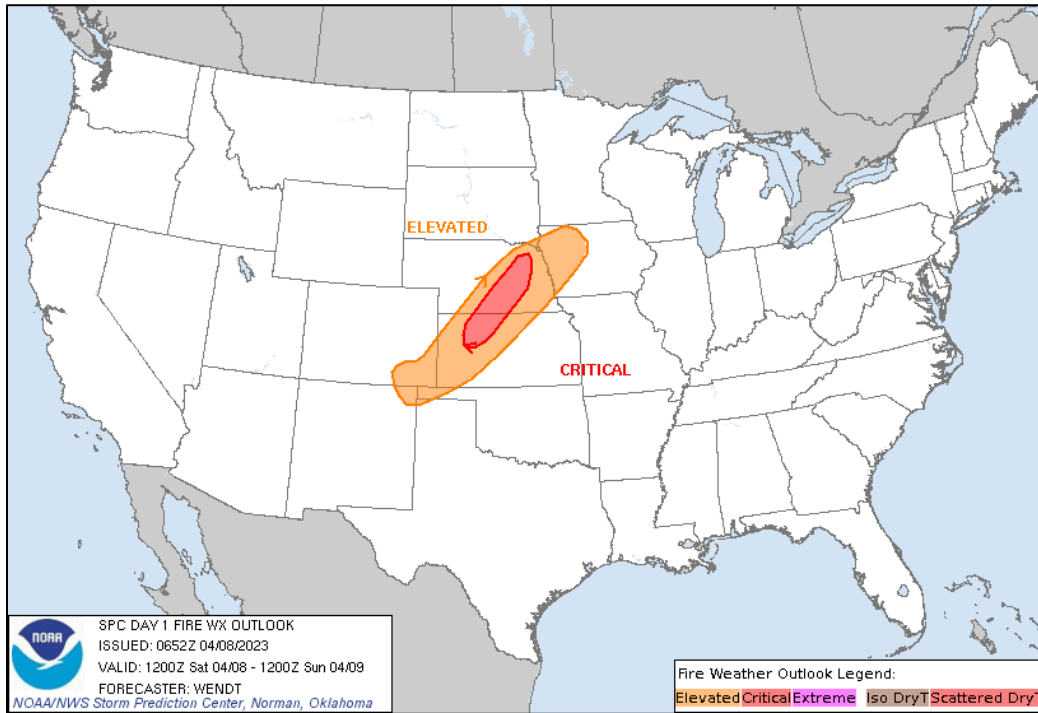 ELEVATED
CRITICAL
NOAA
SPC DAY 1 FIRE WX OUTLOOK
ISSUED: 0652Z 04/08/2023
VALID: 1200Z Sat 04/08 - 1200Z Sun 04/09
FORECASTER: WENDT
NOAA/NWS Storm Prediction Center, Norman, Oklahoma
Fire Weather Outlook Legend:
Elevated Critical Extreme Iso DryT Scattered DryT